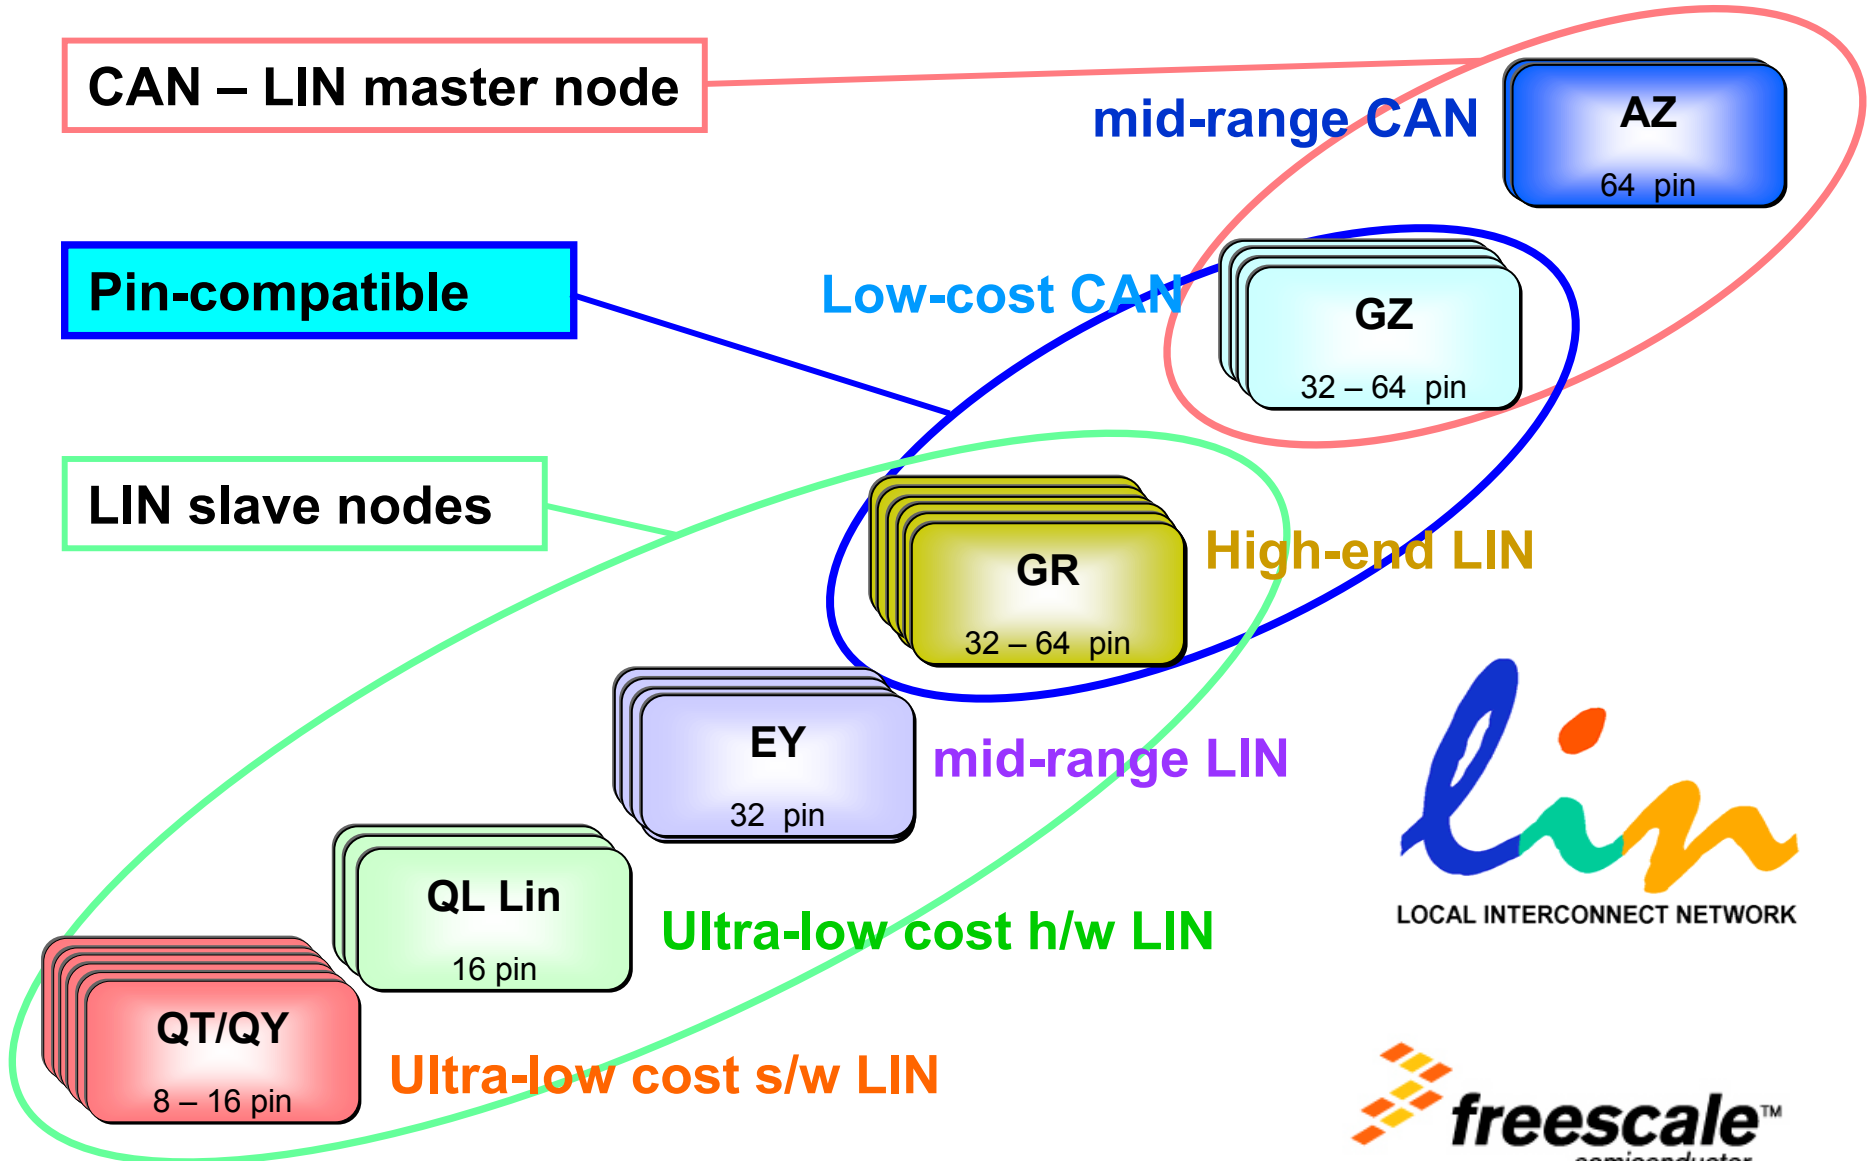 CAN – LIN master node
mid-range CAN
AZ
64 pin
Pin-compatible
Low-cost CAN
GZ
32 – 64 pin
LIN slave nodes
GR
32 – 64 pin
High-end LIN
EY
32 pin
mid-range LIN
QL Lin
16 pin
Ultra-low cost h/w LIN
QT/QY
8 – 16 pin
Ultra-low cost s/w LIN
lin
LOCAL INTERCONNECT NETWORK
freescale™
semiconductor